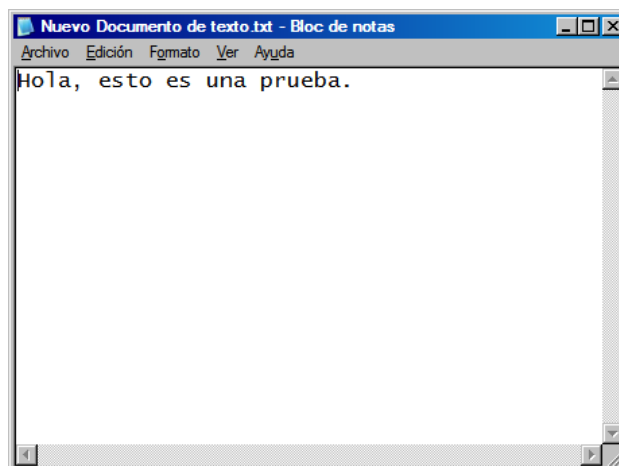 Nuevo Documento de texto.txt - Bloc de notas
Archivo Edición Formato Ver Ayuda
Hola, esto es una prueba.